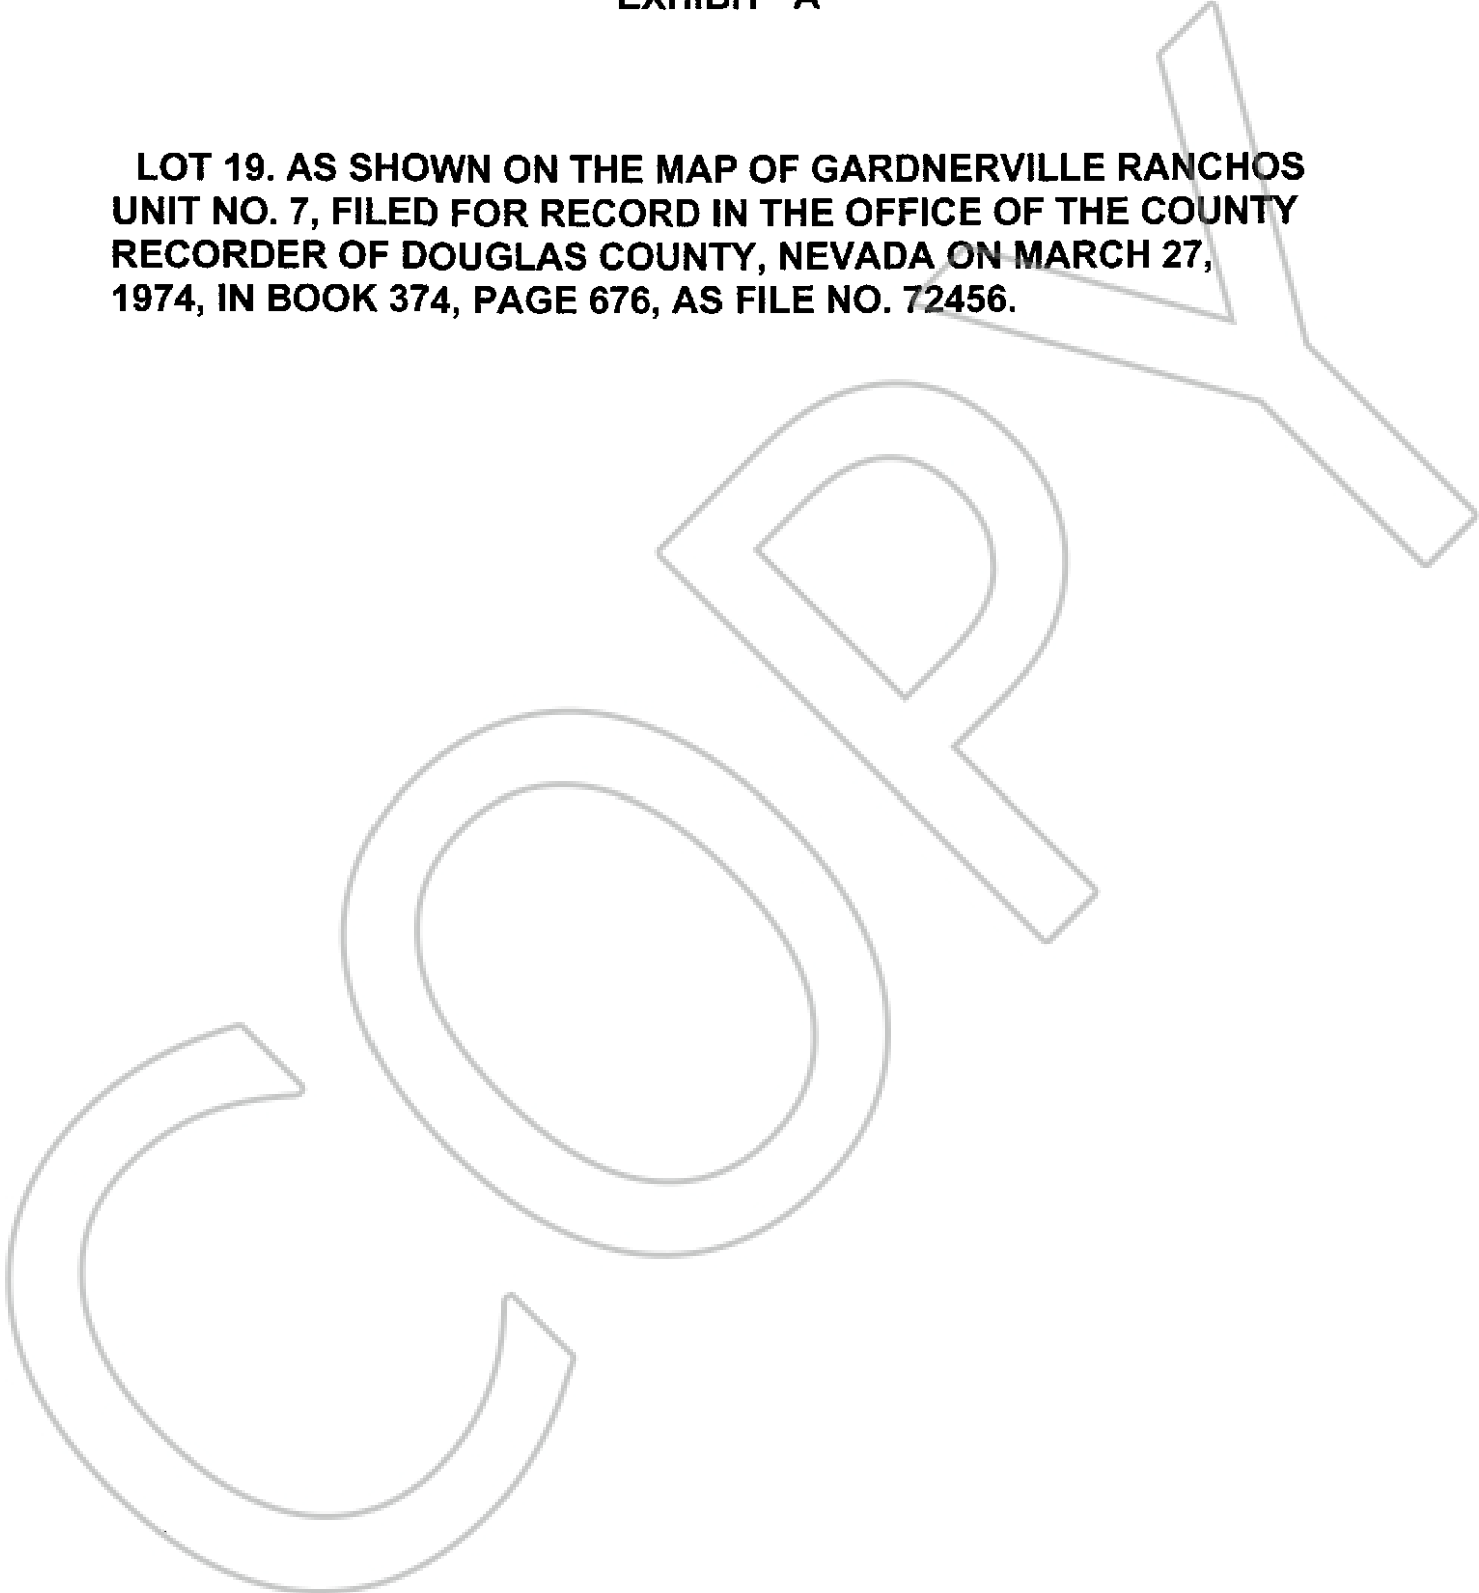 EXHIBIT "A"
LOT 19. AS SHOWN ON THE MAP OF GARDNERVILLE RANCHOS
UNIT NO. 7, FILED FOR RECORD IN THE OFFICE OF THE COUNTY
RECORDER OF DOUGLAS COUNTY, NEVADA ON MARCH 27,
1974, IN BOOK 374, PAGE 676, AS FILE NO. 72456.
COPY